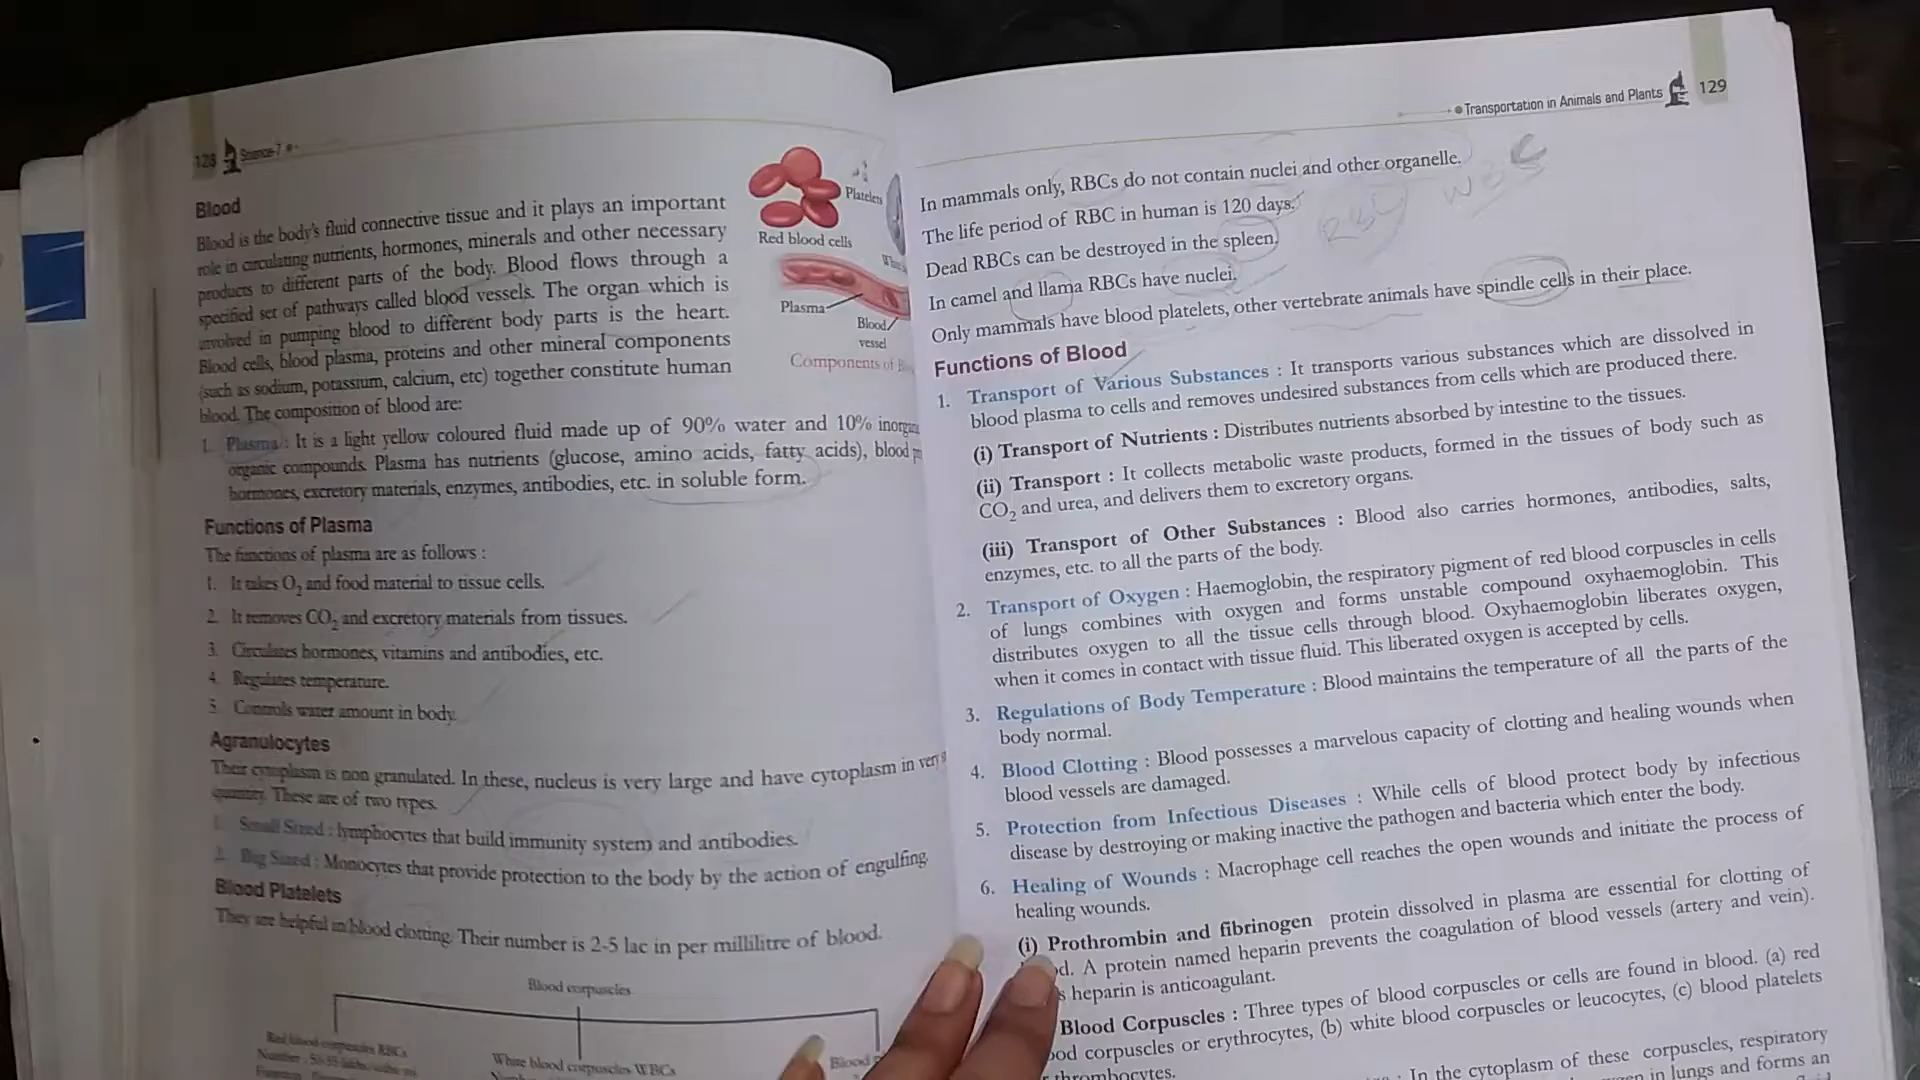 128 Science-7
Blood
Blood is the body's fluid connective tissue and it plays an important
role in circulating nutrients, hormones, minerals and other necessary
products to different parts of the body. Blood flows through a
specified set of pathways called blood vessels. The organ which is
involved in pumping blood to different body parts is the heart.
Blood cells, blood plasma, proteins and other mineral components
(such as sodium, potassium, calcium, etc) together constitute human
blood. The composition of blood are:
Platelets
Red blood cells
Plasma
Blood
vessel
Components of
1. Plasma : It is a light yellow coloured fluid made up of 90% water and 10%
organic compounds. Plasma has nutrients (glucose, amino acids, fatty acids), blood
hormones, excretory materials, enzymes, antibodies, etc. in soluble form.
Functions of Plasma
The functions of plasma are as follows :
1. It takes O₂ and food material to tissue cells.
2. It removes CO₂ and excretory materials from tissues.
3. Circulates hormones, vitamins and antibodies, etc.
4. Regulates temperature.
5. Controls water amount in body.
Agranulocytes
Their cytoplasm is non granulated. In these, nucleus is very large and have cytoplasm in very
quantity. These are of two types.
1. Small Sized : lymphocytes that build immunity system and antibodies.
2. Big Sized : Monocytes that provide protection to the body by the action of engulfing.
Blood Platelets
They are helpful in blood clotting. Their number is 2-5 lac in per millilitre of blood.
Blood corpuscles
Red blood corpuscles RBCs
White blood corpuscles WBCs
Blood
Transportation in Animals and Plants 129
In mammals only, RBCs do not contain nuclei and other organelle.
WBC
The life period of RBC in human is 120 days.
RBC
Dead RBCs can be destroyed in the spleen.
In camel and llama RBCs have nuclei.
Only mammals have blood platelets, other vertebrate animals have spindle cells in their place.
Functions of Blood
1. Transport of Various Substances : It transports various substances which are dissolved in
blood plasma to cells and removes undesired substances from cells which are produced there.
(i) Transport of Nutrients : Distributes nutrients absorbed by intestine to the tissues.
(ii) Transport : It collects metabolic waste products, formed in the tissues of body such as
CO₂ and urea, and delivers them to excretory organs.
(iii) Transport of Other Substances : Blood also carries hormones, antibodies, salts,
enzymes, etc. to all the parts of the body.
2. Transport of Oxygen : Haemoglobin, the respiratory pigment of red blood corpuscles in cells
of lungs combines with oxygen and forms unstable compound oxyhaemoglobin. This
distributes oxygen to all the tissue cells through blood. Oxyhaemoglobin liberates oxygen,
when it comes in contact with tissue fluid. This liberated oxygen is accepted by cells.
3. Regulations of Body Temperature : Blood maintains the temperature of all the parts of the
body normal.
4. Blood Clotting : Blood possesses a marvelous capacity of clotting and healing wounds when
blood vessels are damaged.
5. Protection from Infectious Diseases : While cells of blood protect body by infectious
disease by destroying or making inactive the pathogen and bacteria which enter the body.
6. Healing of Wounds : Macrophage cell reaches the open wounds and initiate the process of
healing wounds.
(i) Prothrombin and fibrinogen protein dissolved in plasma are essential for clotting of
A protein named heparin prevents the coagulation of blood vessels (artery and vein).
heparin is anticoagulant.
Blood Corpuscles : Three types of blood corpuscles or cells are found in blood. (a) red
corpuscles or erythrocytes, (b) white blood corpuscles or leucocytes, (c) blood platelets
thrombocytes.
In the cytoplasm of these corpuscles, respiratory
in lungs and forms an